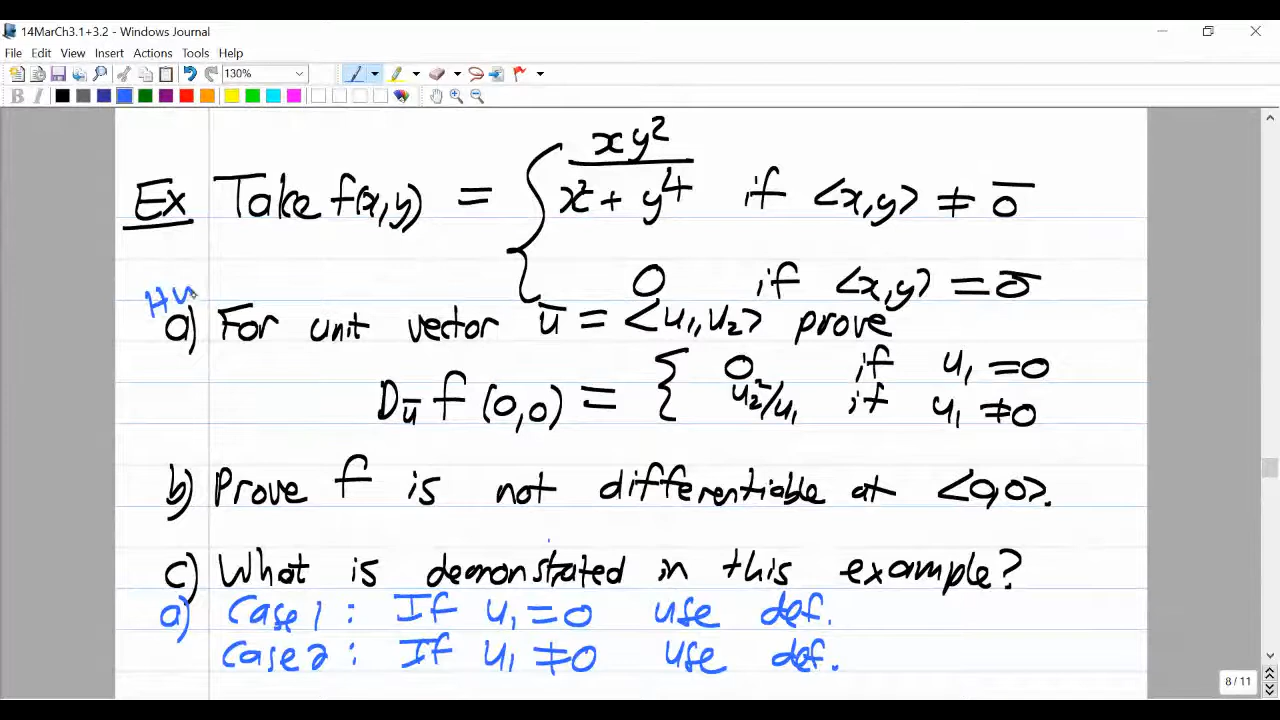 14MarCh3.1+3.2 - Windows Journal
File Edit View Insert Actions Tools Help
130%
B I
Ex Take f(x,y) = { xy² / x² + y⁴ if <x,y> ≠ 0̅
0 if <x,y> = 0̅
HW
a) For unit vector u̅ = <u₁,u₂> prove
D_u̅ f(0,0) = { 0 if u₁ = 0
u₂²/u₁ if u₁ ≠ 0
b) Prove f is not differentiable at <0,0>.
c) What is demonstrated in this example?
a) Case 1 : If u₁ = 0 use def.
Case 2 : If u₁ ≠ 0 use def.
8 / 11